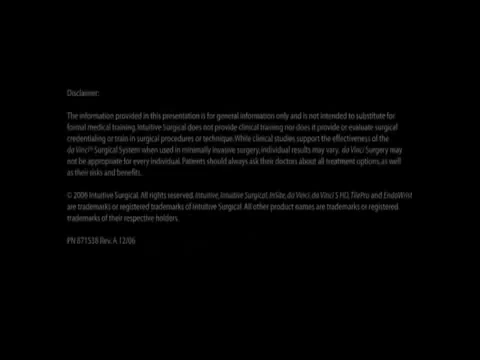 Disclaimer:
The information provided in this presentation is for general information only and is not intended to substitute for
formal medical training. Intuitive Surgical does not provide clinical training nor does it provide or evaluate surgical
credentialing or train in surgical procedures or technique. While clinical studies support the effectiveness of the
da Vinci® Surgical System when used in minimally invasive surgery, individual results may vary. da Vinci Surgery may
not be appropriate for every individual. Patients should always ask their doctors about all treatment options, as well
as their risks and benefits.
© 2006 Intuitive Surgical. All rights reserved. Intuitive, Intuitive Surgical, InSite, da Vinci, da Vinci S HD, TilePro and EndoWrist
are trademarks or registered trademarks of Intuitive Surgical. All other product names are trademarks or registered
trademarks of their respective holders.
PN 871538 Rev. A 12/06